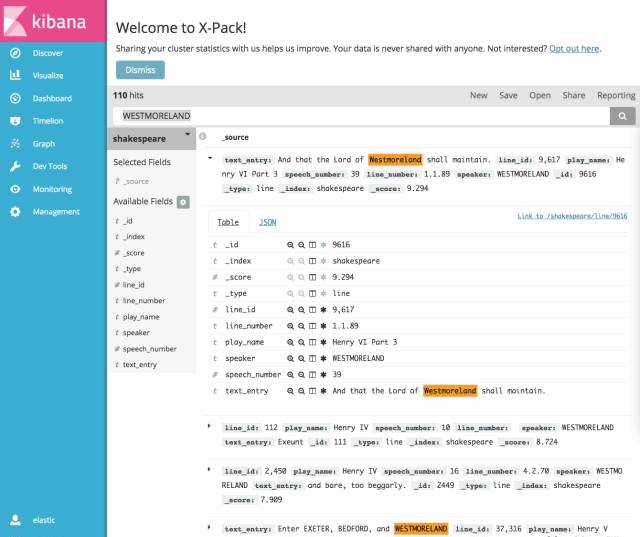 kibana
Discover
Visualize
Dashboard
Timelion
Graph
Dev Tools
Monitoring
Management
elastic
Welcome to X-Pack!
Sharing your cluster statistics with us helps us improve. Your data is never shared with anyone. Not interested? Opt out here.
Dismiss
110 hits
New Save Open Share Reporting
WESTMORELAND
shakespeare
Selected Fields
? _source
Available Fields
t _id
t _index
# _score
t _type
# line_id
t line_number
t play_name
t speaker
# speech_number
t text_entry
_source
text_entry: And that the Lord of Westmoreland shall maintain. line_id: 9,617 play_name: He
nry VI Part 3 speech_number: 39 line_number: 1.1.89 speaker: WESTMORELAND _id: 9616
_type: line _index: shakespeare _score: 9.294
Table JSON
Link to /shakespeare/line/9616
t _id 9616
t _index shakespeare
# _score 9.294
t _type line
# line_id 9,617
t line_number 1.1.89
t play_name Henry VI Part 3
t speaker WESTMORELAND
# speech_number 39
t text_entry And that the Lord of Westmoreland shall maintain.
line_id: 112 play_name: Henry IV speech_number: 10 line_number: speaker: WESTMORELAND
text_entry: Exeunt _id: 111 _type: line _index: shakespeare _score: 8.724
line_id: 2,450 play_name: Henry IV speech_number: 16 line_number: 4.2.70 speaker: WESTMO
RELAND text_entry: and bare, too beggarly. _id: 2449 _type: line _index: shakespeare
_score: 7.909
text_entry: Enter EXETER, BEDFORD, and WESTMORELAND line_id: 37,316 play_name: Henry V